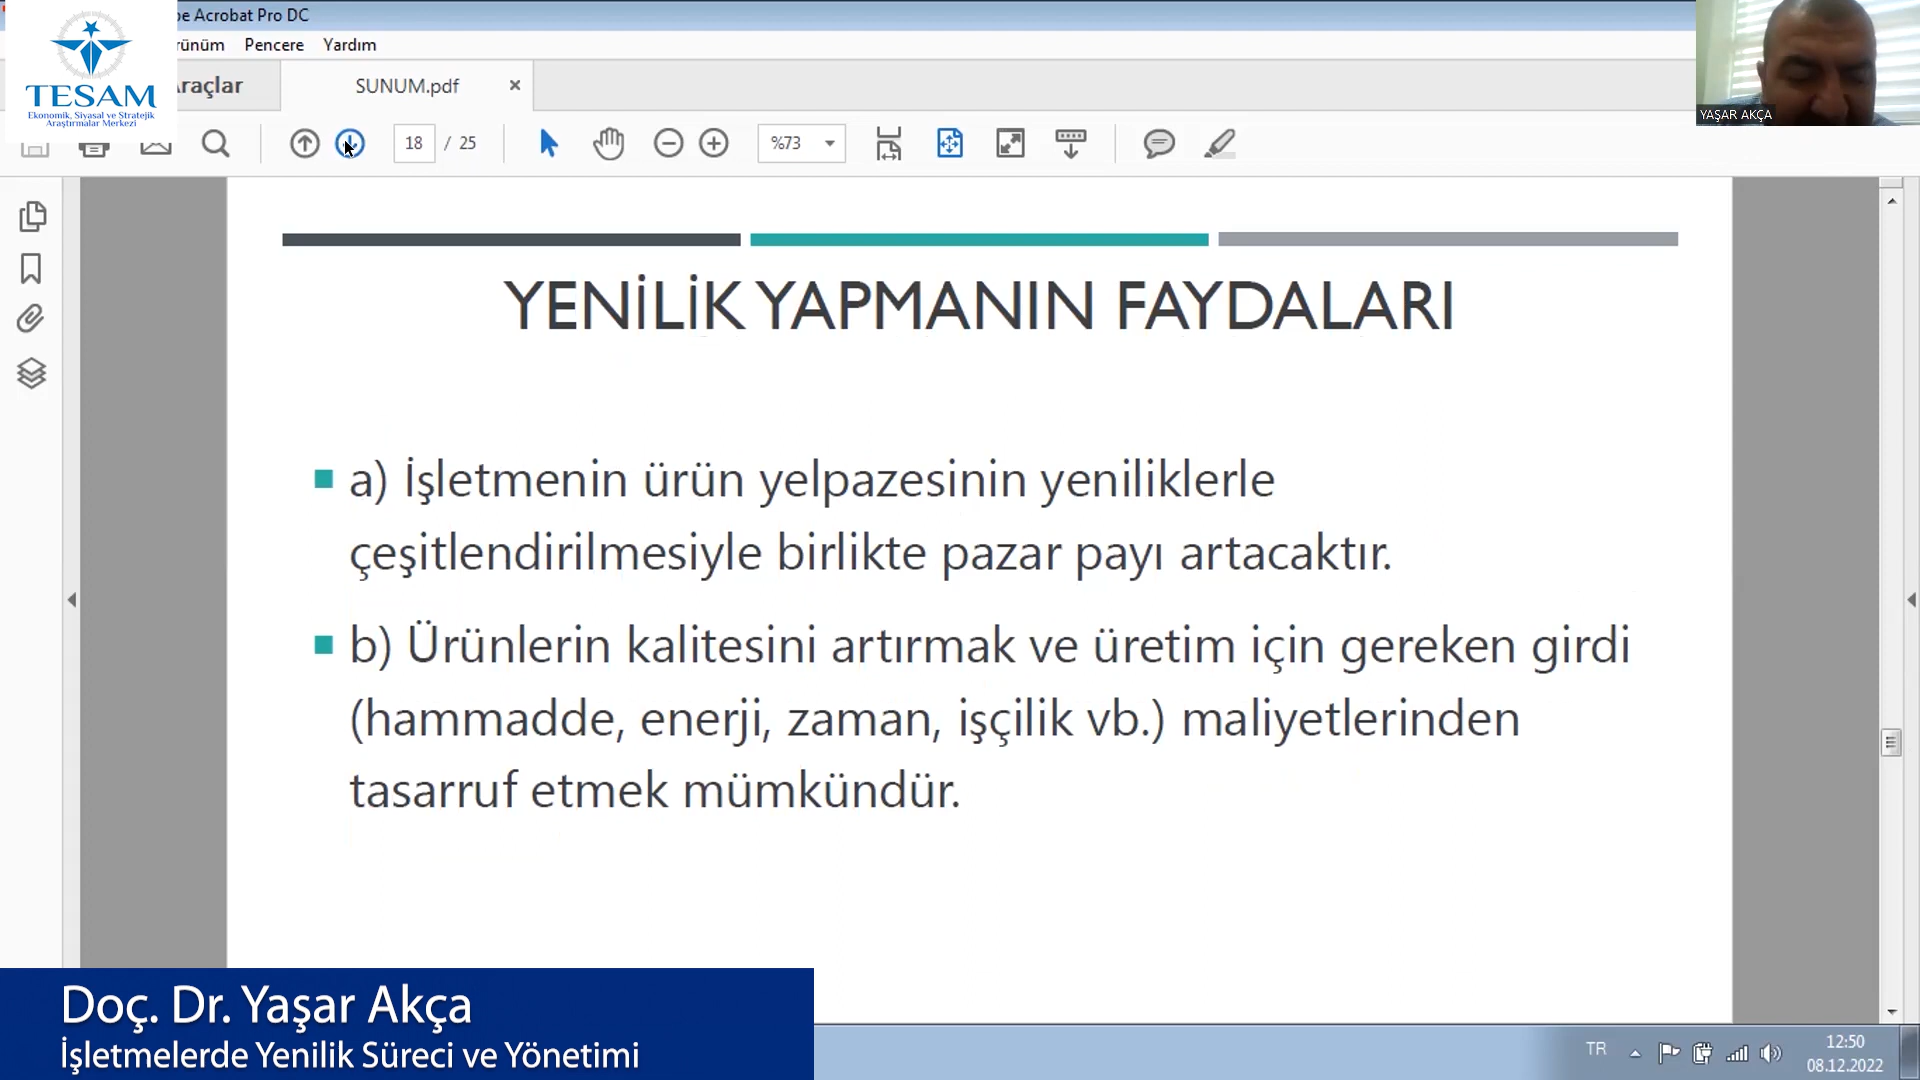 be Acrobat Pro DC
rünüm Pencere Yardım
TESAM
Ekonomik, Siyasal ve Stratejik
Araştırmalar Merkezi
raçlar
SUNUM.pdf
YAŞAR AKÇA
18 / 25
%73
YENİLİK YAPMANIN FAYDALARI
a) İşletmenin ürün yelpazesinin yeniliklerle
çeşitlendirilmesiyle birlikte pazar payı artacaktır.
b) Ürünlerin kalitesini artırmak ve üretim için gereken girdi
(hammadde, enerji, zaman, işçilik vb.) maliyetlerinden
tasarruf etmek mümkündür.
Doç. Dr. Yaşar Akça
İşletmelerde Yenilik Süreci ve Yönetimi
TR
12:50
08.12.2022